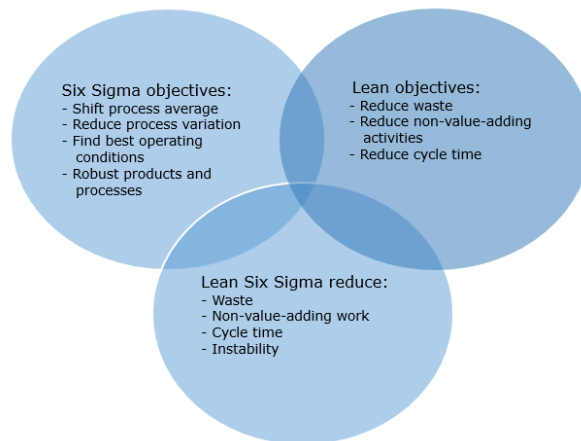 Six Sigma objectives:
- Shift process average
- Reduce process variation
- Find best operating
conditions
- Robust products and
processes
Lean objectives:
- Reduce waste
- Reduce non-value-adding
activities
- Reduce cycle time
Lean Six Sigma reduce:
- Waste
- Non-value-adding work
- Cycle time
- Instability